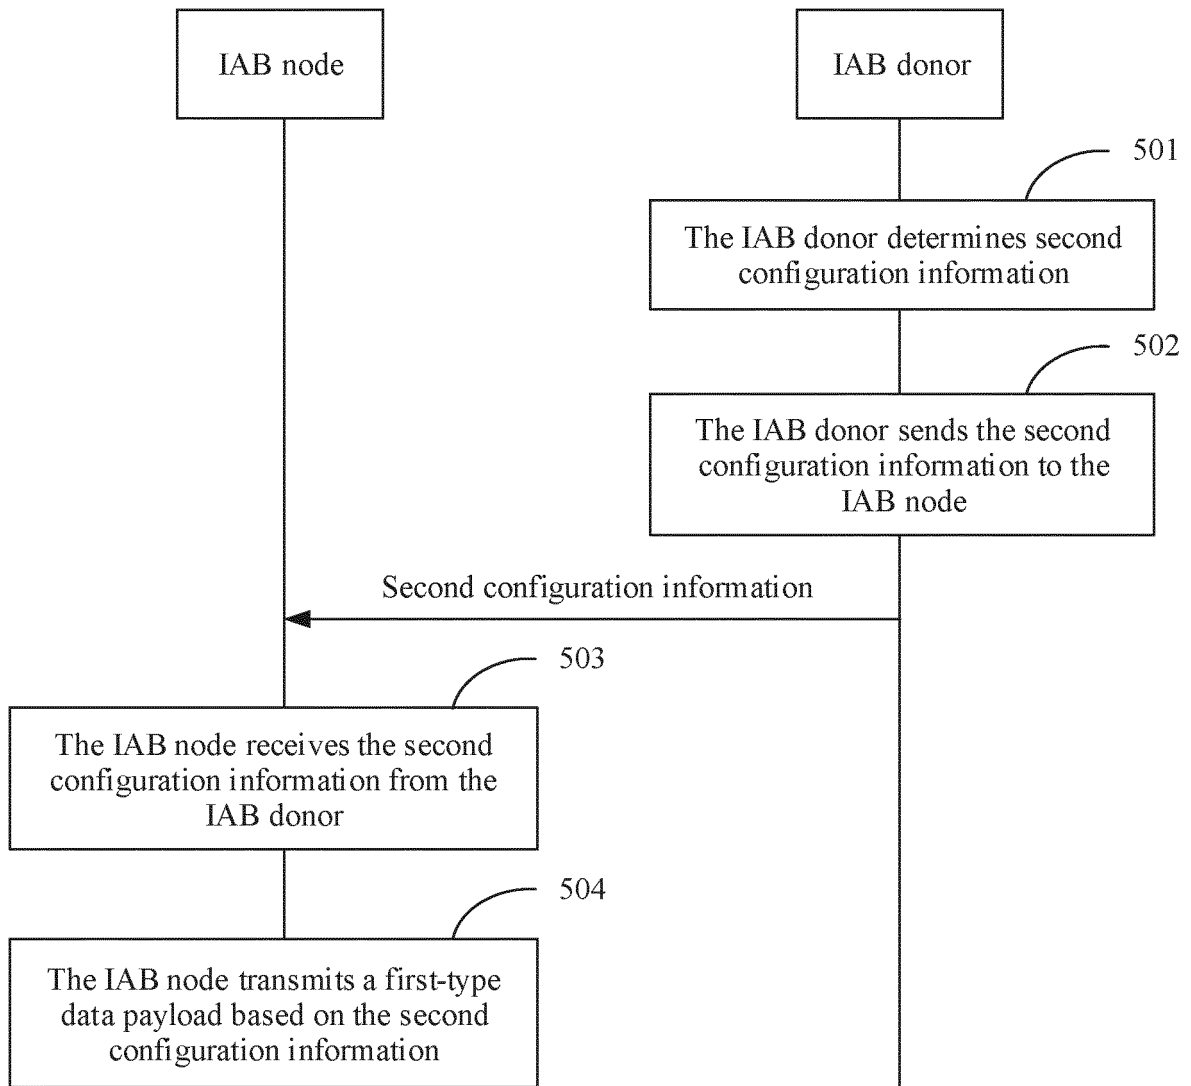 IAB node
IAB donor
501
The IAB donor determines second
configuration information
502
The IAB donor sends the second
configuration information to the
IAB node
Second configuration information
503
The IAB node receives the second
configuration information from the
IAB donor
504
The IAB node transmits a first-type
data payload based on the second
configuration information